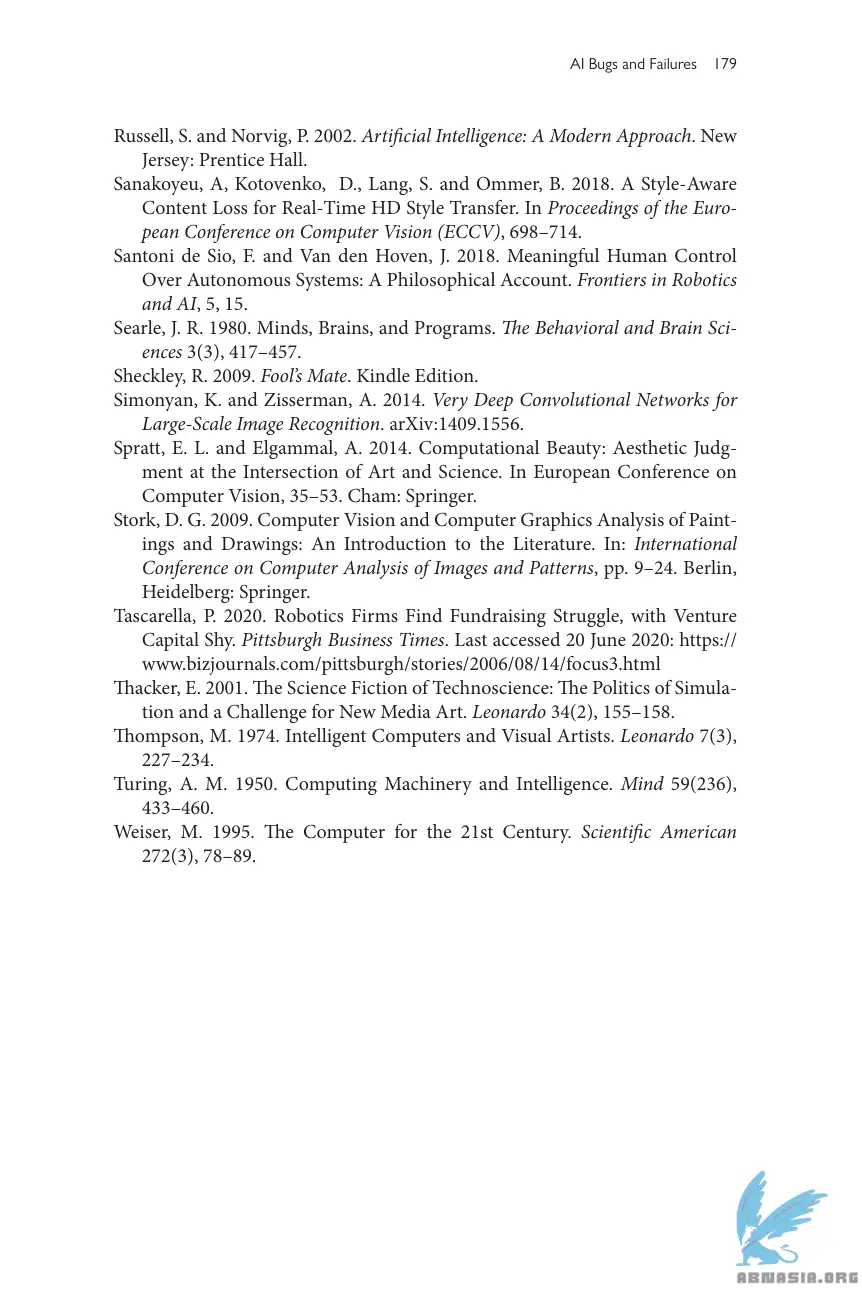 AI Bugs and Failures 179
Russell, S. and Norvig, P. 2002. Artificial Intelligence: A Modern Approach. New
Jersey: Prentice Hall.
Sanakoyeu, A, Kotovenko, D., Lang, S. and Ommer, B. 2018. A Style-Aware
Content Loss for Real-Time HD Style Transfer. In Proceedings of the Euro-
pean Conference on Computer Vision (ECCV), 698–714.
Santoni de Sio, F. and Van den Hoven, J. 2018. Meaningful Human Control
Over Autonomous Systems: A Philosophical Account. Frontiers in Robotics
and AI, 5, 15.
Searle, J. R. 1980. Minds, Brains, and Programs. The Behavioral and Brain Sci-
ences 3(3), 417–457.
Sheckley, R. 2009. Fool’s Mate. Kindle Edition.
Simonyan, K. and Zisserman, A. 2014. Very Deep Convolutional Networks for
Large-Scale Image Recognition. arXiv:1409.1556.
Spratt, E. L. and Elgammal, A. 2014. Computational Beauty: Aesthetic Judg-
ment at the Intersection of Art and Science. In European Conference on
Computer Vision, 35–53. Cham: Springer.
Stork, D. G. 2009. Computer Vision and Computer Graphics Analysis of Paint-
ings and Drawings: An Introduction to the Literature. In: International
Conference on Computer Analysis of Images and Patterns, pp. 9–24. Berlin,
Heidelberg: Springer.
Tascarella, P. 2020. Robotics Firms Find Fundraising Struggle, with Venture
Capital Shy. Pittsburgh Business Times. Last accessed 20 June 2020: https://
www.bizjournals.com/pittsburgh/stories/2006/08/14/focus3.html
Thacker, E. 2001. The Science Fiction of Technoscience: The Politics of Simula-
tion and a Challenge for New Media Art. Leonardo 34(2), 155–158.
Thompson, M. 1974. Intelligent Computers and Visual Artists. Leonardo 7(3),
227–234.
Turing, A. M. 1950. Computing Machinery and Intelligence. Mind 59(236),
433–460.
Weiser, M. 1995. The Computer for the 21st Century. Scientific American
272(3), 78–89.
ABNASIA.ORG